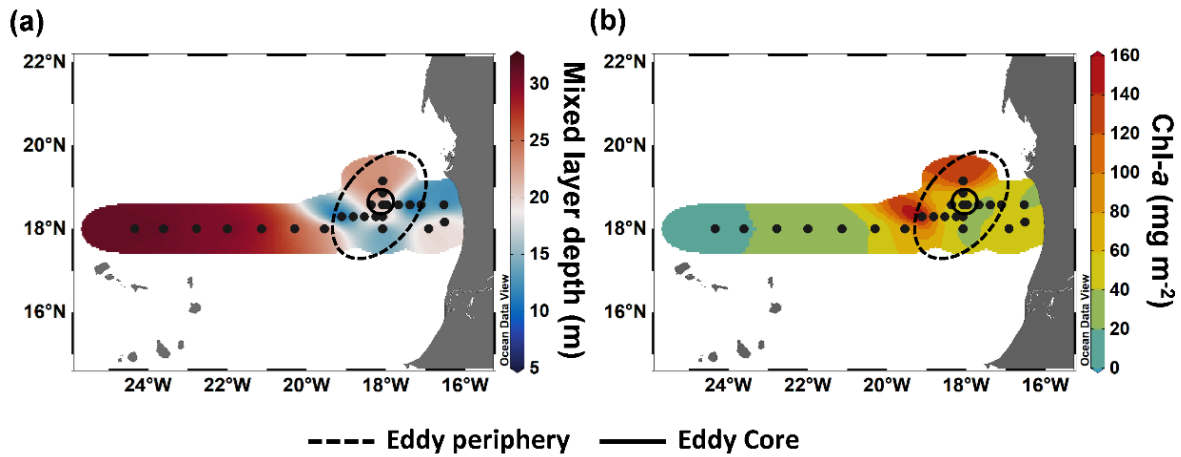 (a)
22°N
20°N
18°N
16°N
24°W 22°W 20°W 18°W 16°W
Ocean Data View
30
25
20
15
10
5
Mixed layer depth (m)
(b)
22°N
20°N
18°N
16°N
24°W 22°W 20°W 18°W 16°W
Ocean Data View
160
140
120
100
80
60
40
20
0
Chl-a (mg m⁻²)
Eddy periphery Eddy Core